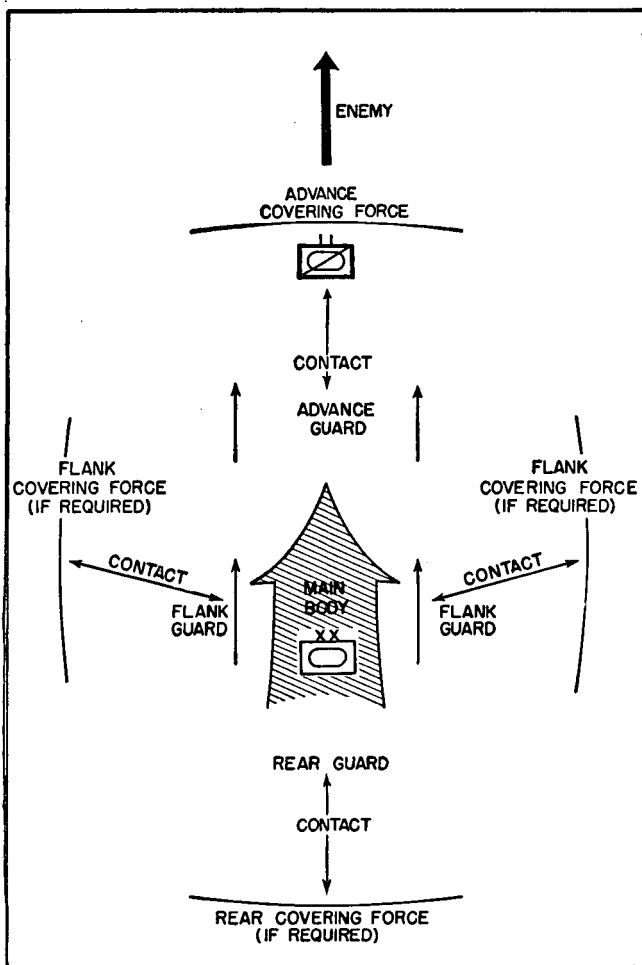 ENEMY
ADVANCE
COVERING FORCE
CONTACT
ADVANCE
GUARD
FLANK
COVERING FORCE
(IF REQUIRED)
FLANK
COVERING FORCE
(IF REQUIRED)
CONTACT
FLANK
GUARD
MAIN
BODY
XX
CONTACT
FLANK
GUARD
REAR GUARD
CONTACT
REAR COVERING FORCE
(IF REQUIRED)